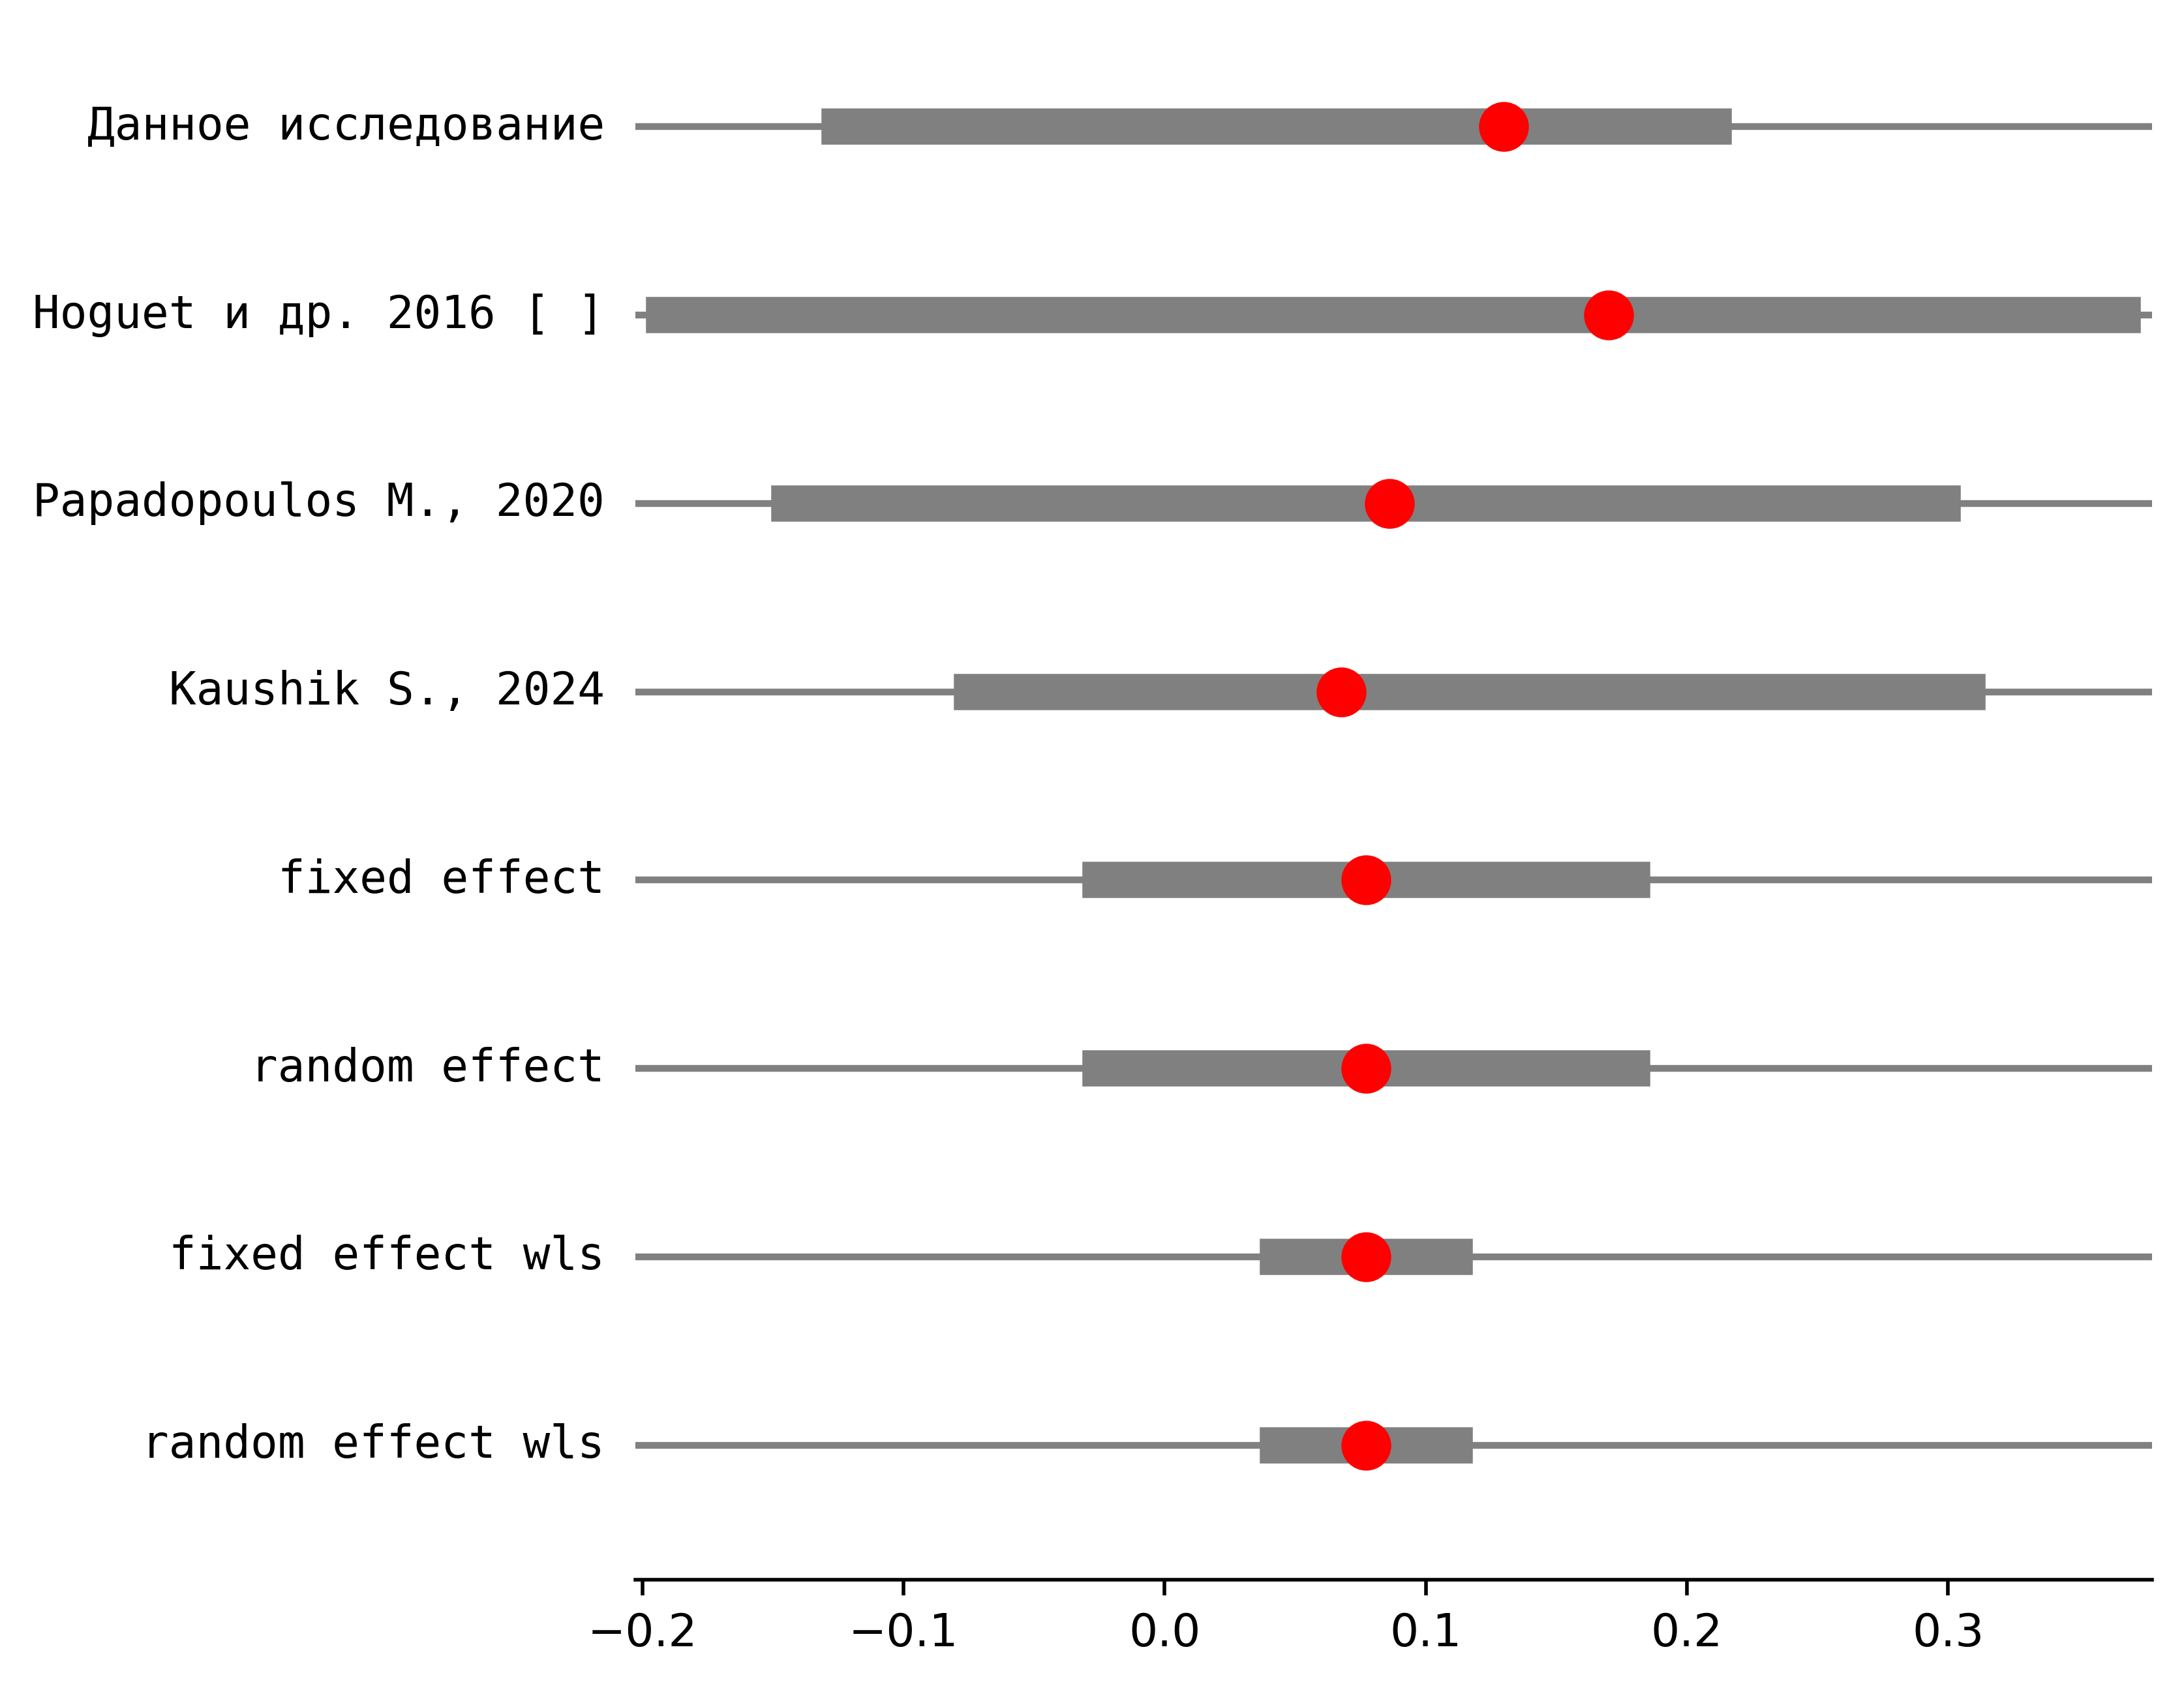 Данное исследование
Hoguet и др. 2016 [ ]
Papadopoulos M., 2020
Kaushik S., 2024
fixed effect
random effect
fixed effect wls
random effect wls
−0.2 −0.1 0.0 0.1 0.2 0.3